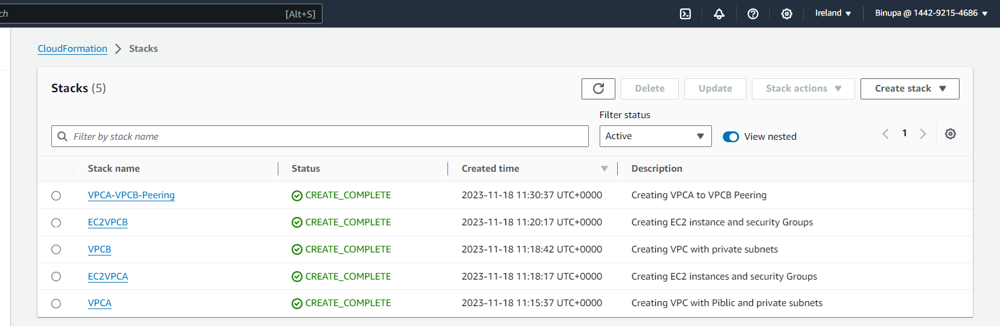 ch [Alt+S] Ireland Binupa @ 1442-9215-4686
CloudFormation Stacks
Stacks (5) Delete Update Stack actions Create stack
Filter status
Filter by stack name Active View nested 1
Stack name Status Created time Description
VPCA-VPCB-Peering CREATE_COMPLETE 2023-11-18 11:30:37 UTC+0000 Creating VPCA to VPCB Peering
EC2VPCB CREATE_COMPLETE 2023-11-18 11:20:17 UTC+0000 Creating EC2 instance and security Groups
VPCB CREATE_COMPLETE 2023-11-18 11:18:42 UTC+0000 Creating VPC with private subnets
EC2VPCA CREATE_COMPLETE 2023-11-18 11:18:17 UTC+0000 Creating EC2 instances and security Groups
VPCA CREATE_COMPLETE 2023-11-18 11:15:37 UTC+0000 Creating VPC with Piblic and private subnets